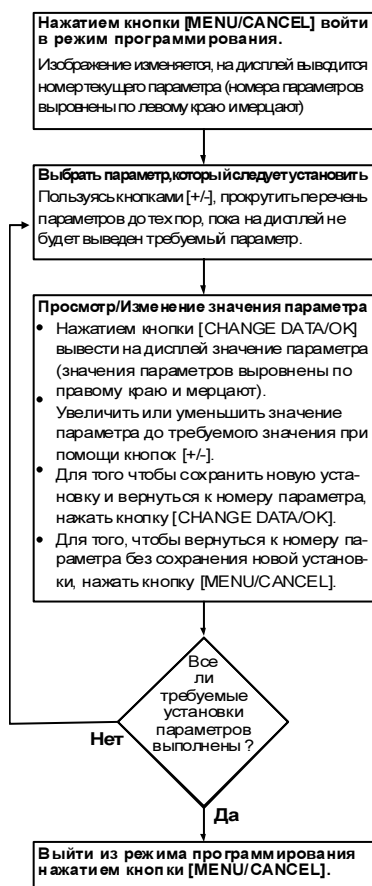 Нажатием кнопки [MENU/CANCEL] войти
в режим программирования.
Изображение изменяется, на дисплей выводится
номер текущего параметра (номера параметров
выровнены по левому краю и мерцают)
Выбрать параметр, который следует установить
Пользуясь кнопками [+/-], прокрутить перечень
параметров до тех пор, пока на дисплей не
будет выведен требуемый параметр.
Просмотр/Изменение значения параметра
• Нажатием кнопки [CHANGE DATA/OK]
вывести на дисплей значение параметра
(значения параметров выровнены по
правому краю и мерцают).
• Увеличить или уменьшить значение
параметра до требуемого значения при
помощи кнопок [+/-].
• Для того чтобы сохранить новую уста-
новку и вернуться к номеру параметра,
нажать кнопку [CHANGE DATA/OK].
• Для того, чтобы вернуться к номеру па-
раметра без сохранения новой установ-
ки, нажать кнопку [MENU/CANCEL].
Все
ли
требуемые
установки
параметров
выполнены ?
Нет
Да
Выйти из режима программирования
нажатием кнопки [MENU/CANCEL].